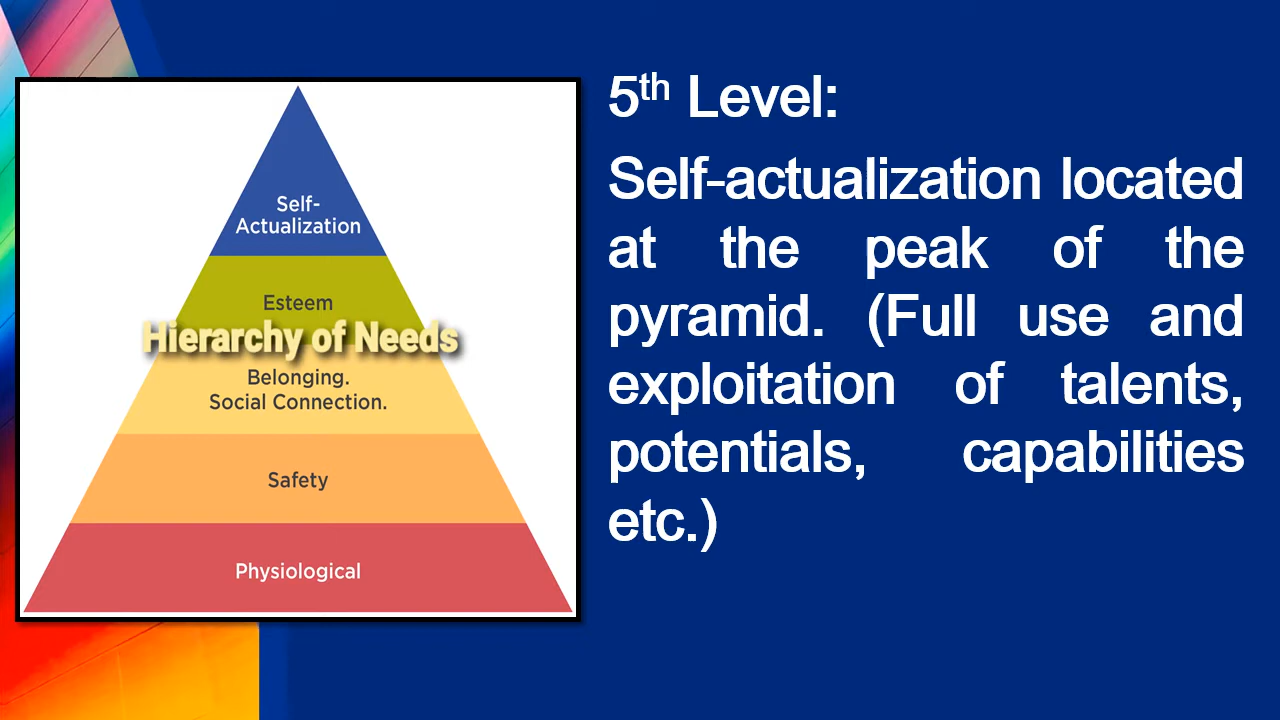 Self-
Actualization
Esteem
Hierarchy of Needs
Belonging.
Social Connection.
Safety
Physiological
5th Level:
Self-actualization located
at the peak of the
pyramid. (Full use and
exploitation of talents,
potentials, capabilities
etc.)